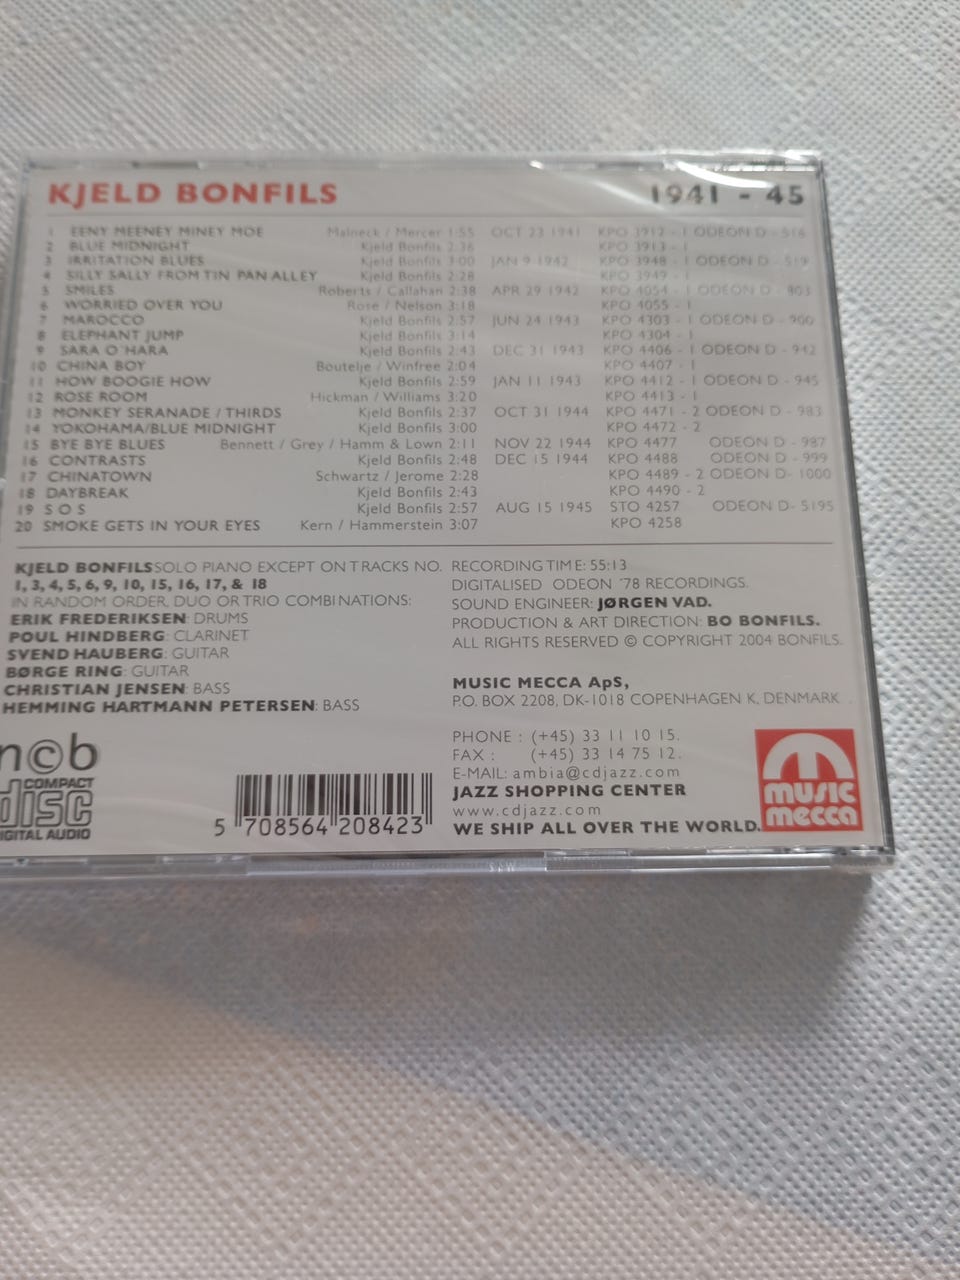 KJELD BONFILS 1941 - 45
1 EENY MEENEY MINEY MOE Malneck / Mercer 1:55 OCT 23 1941 KPO 3912 - 1 ODEON D - 516
2 BLUE MIDNIGHT Kjeld Bonfils 2:36 KPO 3913 - 1
3 IRRITATION BLUES Kjeld Bonfils 3:00 JAN 9 1942 KPO 3948 - 1 ODEON D - 519
4 SILLY SALLY FROM TIN PAN ALLEY Kjeld Bonfils 2:28 KPO 3949 - 1
5 SMILES Roberts / Callahan 2:38 APR 29 1942 KPO 4054 - 1 ODEON D - 803
6 WORRIED OVER YOU Rose / Nelson 3:18 KPO 4055 - 1
7 MAROCCO Kjeld Bonfils 2:57 JUN 24 1943 KPO 4303 - 1 ODEON D - 900
8 ELEPHANT JUMP Kjeld Bonfils 3:14 KPO 4304 - 1
9 SARA O'HARA Kjeld Bonfils 2:43 DEC 31 1943 KPO 4406 - 1 ODEON D - 942
10 CHINA BOY Boutelje / Winfree 2:04 KPO 4407 - 1
11 HOW BOOGIE HOW Kjeld Bonfils 2:59 JAN 11 1943 KPO 4412 - 1 ODEON D - 945
12 ROSE ROOM Hickman / Williams 3:20 KPO 4413 - 1
13 MONKEY SERANADE / THIRDS Kjeld Bonfils 2:37 OCT 31 1944 KPO 4471 - 2 ODEON D - 983
14 YOKOHAMA/BLUE MIDNIGHT Kjeld Bonfils 3:00 KPO 4472 - 2
15 BYE BYE BLUES Bennett / Grey / Hamm & Lown 2:11 NOV 22 1944 KPO 4477 ODEON D - 987
16 CONTRASTS Kjeld Bonfils 2:48 DEC 15 1944 KPO 4488 ODEON D - 999
17 CHINATOWN Schwartz / Jerome 2:28 KPO 4489 - 2 ODEON D- 1000
18 DAYBREAK Kjeld Bonfils 2:43 KPO 4490 - 2
19 S O S Kjeld Bonfils 2:57 AUG 15 1945 STO 4257 ODEON D- 5195
20 SMOKE GETS IN YOUR EYES Kern / Hammerstein 3:07 KPO 4258
KJELD BONFILS SOLO PIANO EXCEPT ON TRACKS NO.
1, 3, 4, 5, 6, 9, 10, 15, 16, 17, & 18
IN RANDOM ORDER, DUO OR TRIO COMBINATIONS:
ERIK FREDERIKSEN: DRUMS
POUL HINDBERG: CLARINET
SVEND HAUBERG: GUITAR
BØRGE RING: GUITAR
CHRISTIAN JENSEN: BASS
HEMMING HARTMANN PETERSEN: BASS
RECORDING TIME: 55:13
DIGITALISED ODEON '78 RECORDINGS.
SOUND ENGINEER: JØRGEN VAD.
PRODUCTION & ART DIRECTION: BO BONFILS.
ALL RIGHTS RESERVED © COPYRIGHT 2004 BONFILS.
MUSIC MECCA ApS,
P.O. BOX 2208, DK-1018 COPENHAGEN K, DENMARK
PHONE : (+45) 33 11 10 15.
FAX : (+45) 33 14 75 12.
E-MAIL: ambia@cdjazz.com
JAZZ SHOPPING CENTER
www.cdjazz.com
WE SHIP ALL OVER THE WORLD.
n©b
COMPACT
disc
DIGITAL AUDIO
5 708564 208423
music
mecca